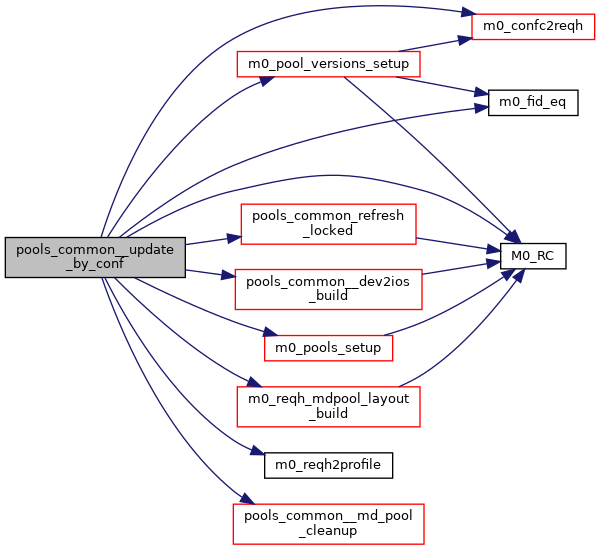 m0_confc2reqh
m0_pool_versions_setup
m0_fid_eq
pools_common_refresh
_locked
pools_common__update
_by_conf
M0_RC
pools_common__dev2ios
_build
m0_pools_setup
m0_reqh_mdpool_layout
_build
m0_reqh2profile
pools_common__md_pool
_cleanup